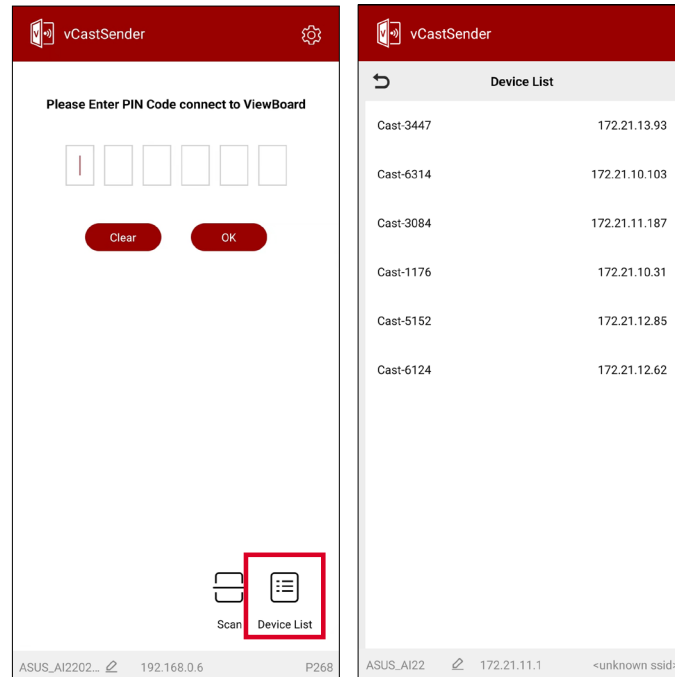 vCastSender
Please Enter PIN Code connect to ViewBoard
Clear OK
Scan Device List
ASUS_AI2202... 192.168.0.6 P268
vCastSender
Device List
Cast-3447 172.21.13.93
Cast-6314 172.21.10.103
Cast-3084 172.21.11.187
Cast-1176 172.21.10.31
Cast-5152 172.21.12.85
Cast-6124 172.21.12.62
ASUS_AI22 172.21.11.1 <unknown ssid>